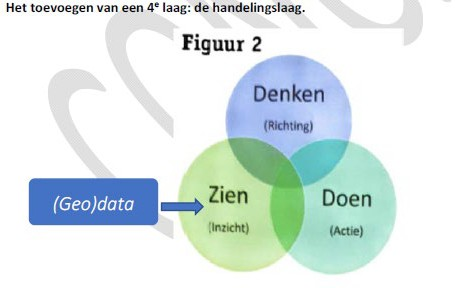 Het toevoegen van een 4e laag: de handelingslaag.
Figuur 2
Denken
(Richting)
(Geo)data
Zien
(Inzicht)
Doen
(Actie)